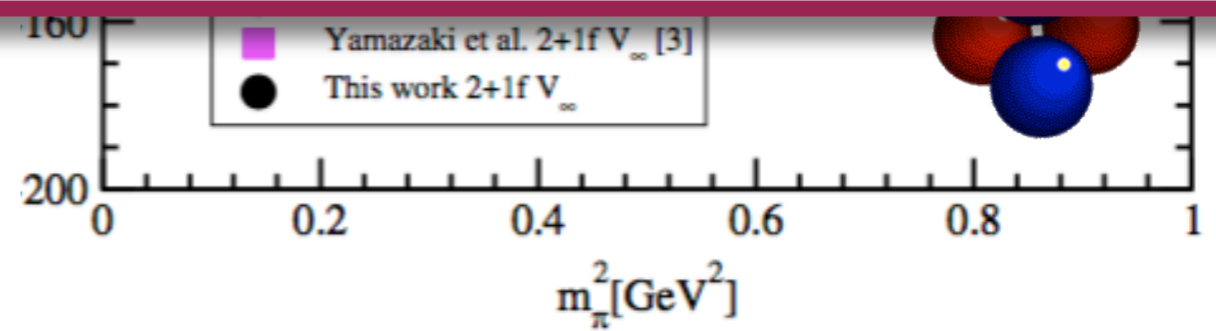 -160
Yamazaki et al. 2+1f V∞ [3]
This work 2+1f V∞
-200
0 0.2 0.4 0.6 0.8 1
mπ²[GeV²]